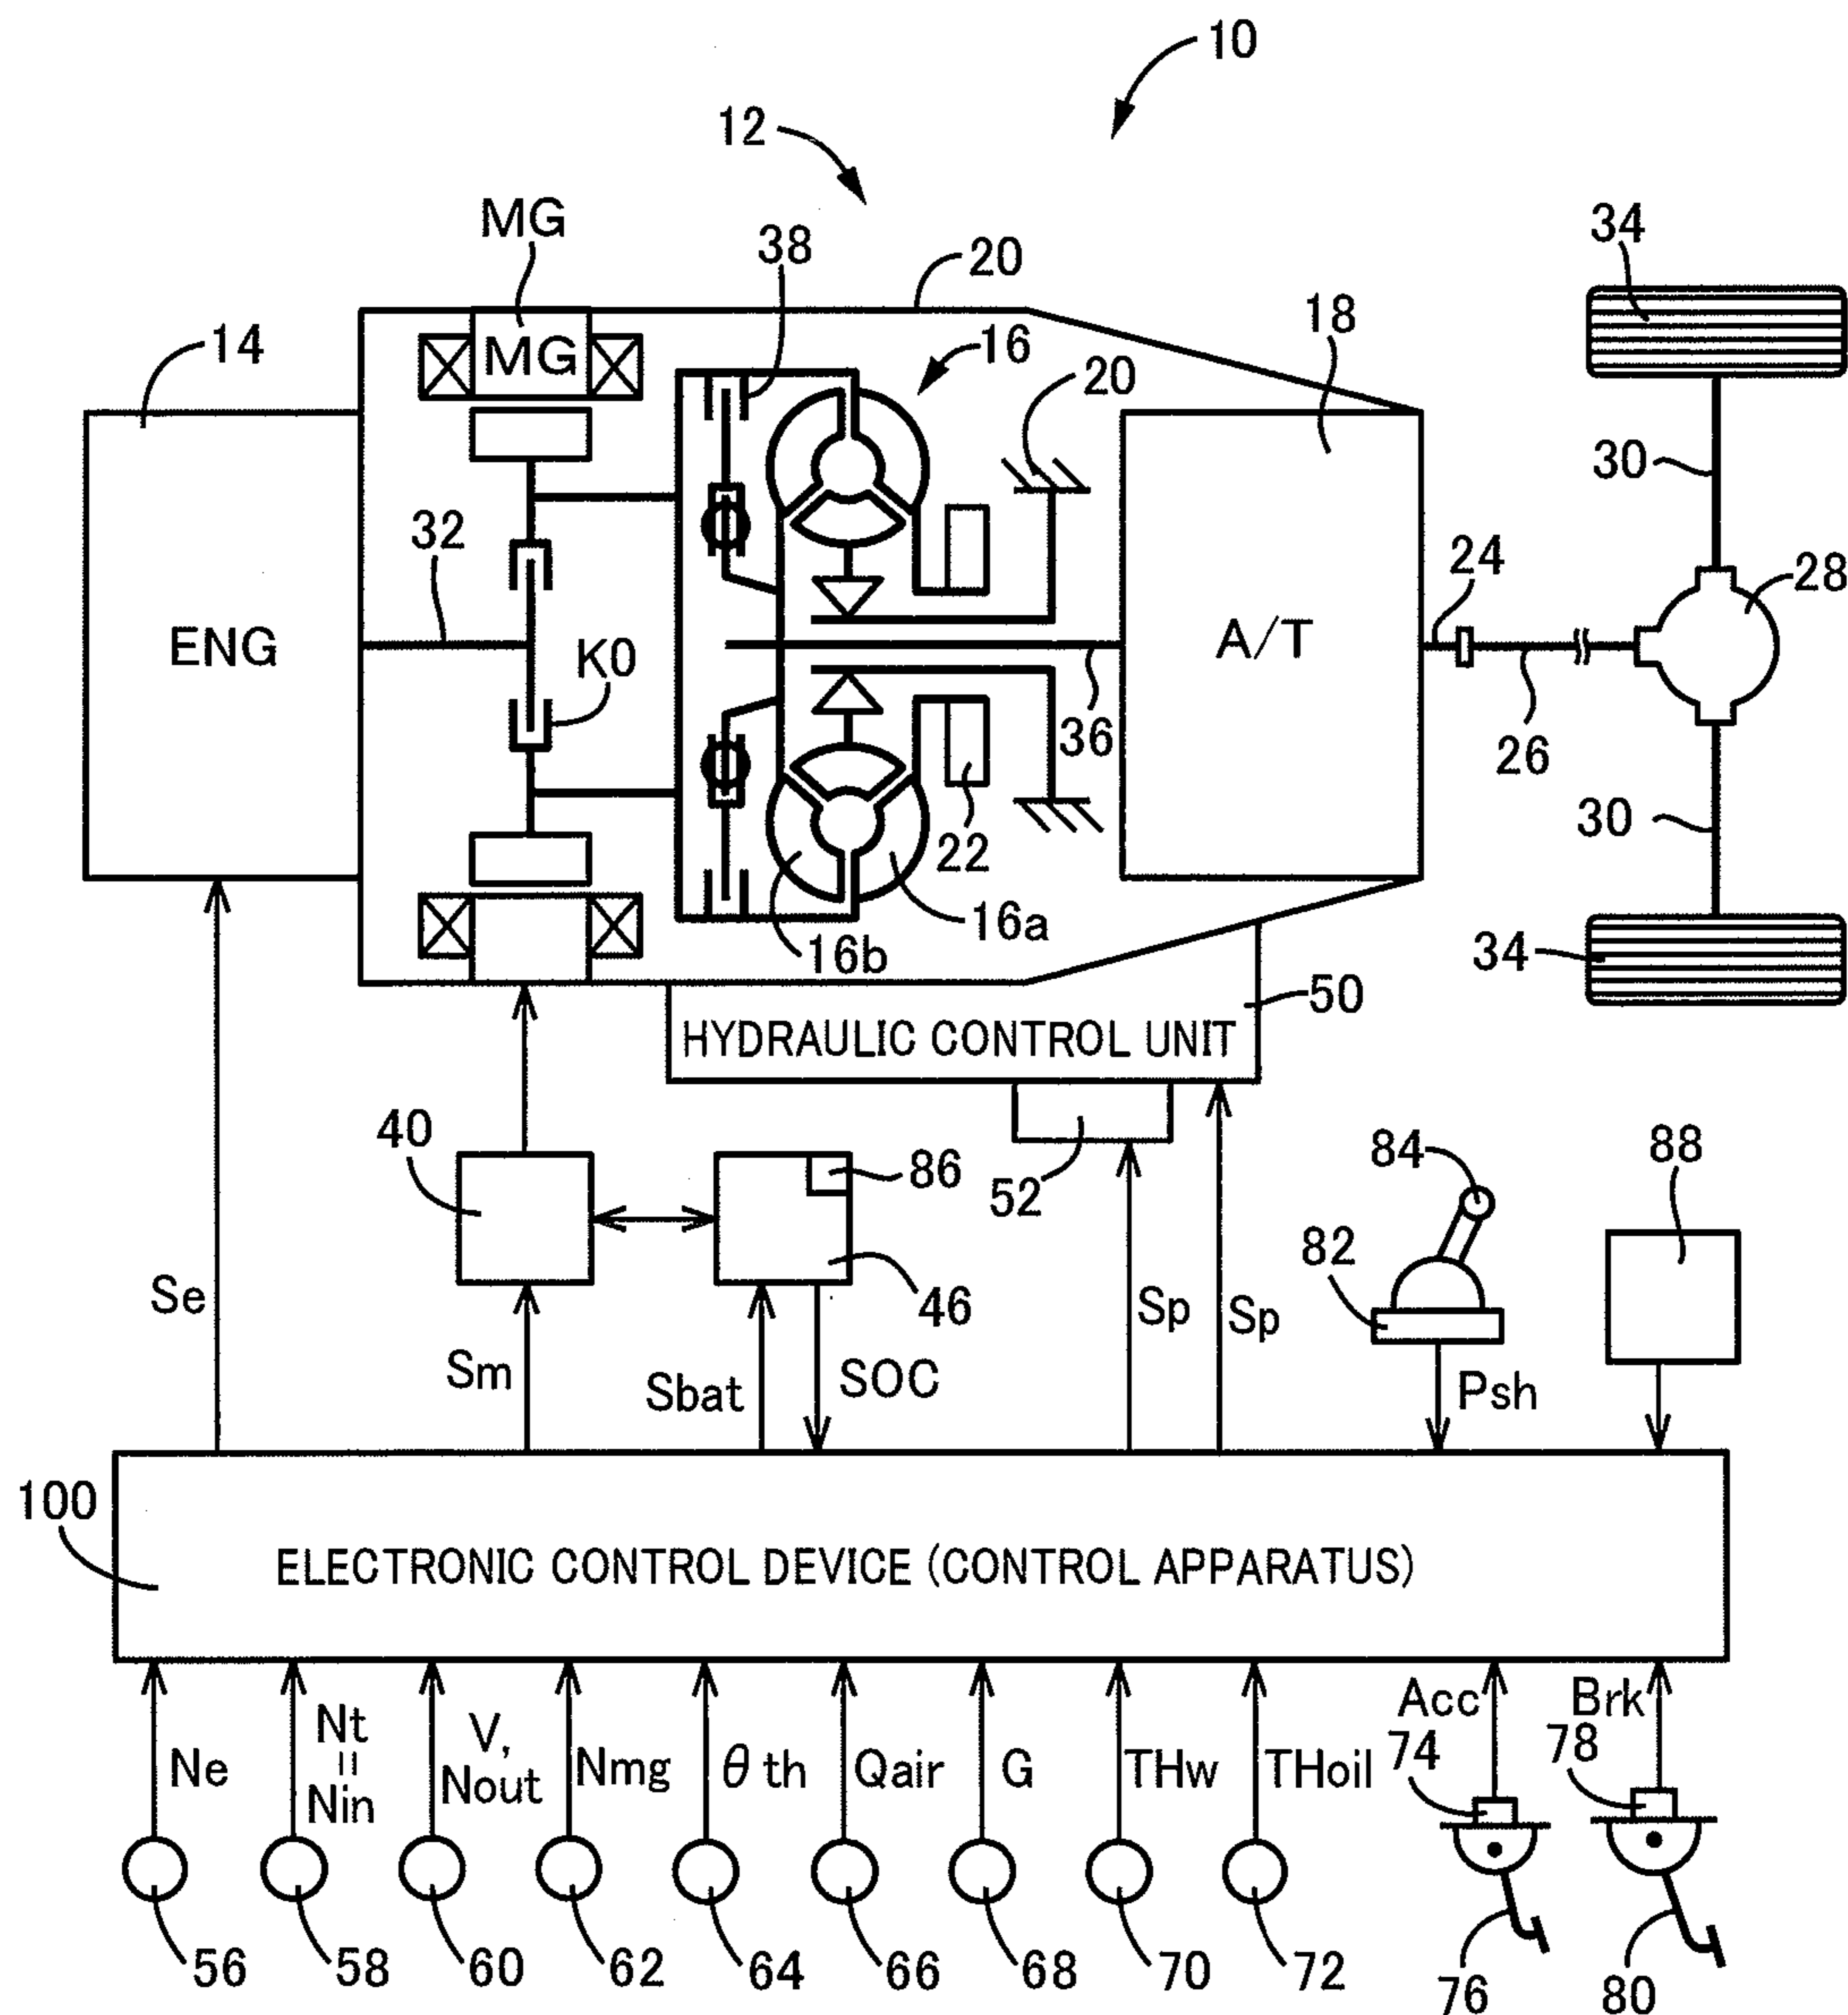 10
12
MG
38
20
34
14
MG
16
20
18
30
32
24
28
ENG
K0
A/T
36
26
22
30
16b
16a
34
50
HYDRAULIC CONTROL UNIT
40
86
52
84
88
82
46
Se
Sm
Sbat
SOC
Sp
Sp
Psh
100
ELECTRONIC CONTROL DEVICE (CONTROL APPARATUS)
Ne
Nt
=
Nin
V,
Nout
Nmg
θth
Qair
G
THw
THoil
Acc
74
Brk
78
56
58
60
62
64
66
68
70
72
76
80